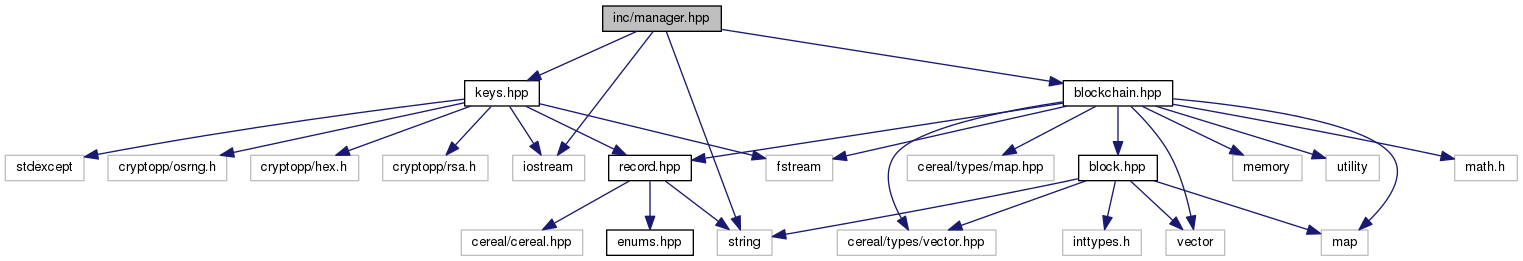 inc/manager.hpp
keys.hpp
blockchain.hpp
stdexcept
cryptopp/osrng.h
cryptopp/hex.h
cryptopp/rsa.h
iostream
record.hpp
fstream
cereal/types/map.hpp
block.hpp
memory
utility
math.h
cereal/cereal.hpp
enums.hpp
string
cereal/types/vector.hpp
inttypes.h
vector
map